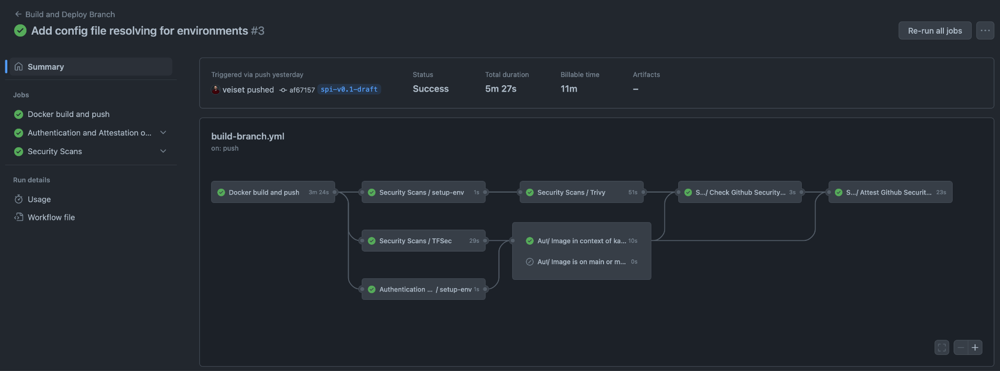 ← Build and Deploy Branch
Add config file resolving for environments #3
Re-run all jobs
Summary
Jobs
Docker build and push
Authentication and Attestation o...
Security Scans
Run details
Usage
Workflow file
Triggered via push yesterday
veiset pushed af67157 spi-v0.1-draft
Status
Success
Total duration
5m 27s
Billable time
11m
Artifacts
–
build-branch.yml
on: push
Docker build and push 3m 24s
Security Scans / setup-env 1s
Security Scans / Trivy 51s
S.../ Check Github Security... 3s
S.../ Attest Github Securit... 23s
Security Scans / TFSec 29s
Aut/ Image in context of ka... 10s
Aut/ Image is on main or m... 0s
Authentication ... / setup-env 1s